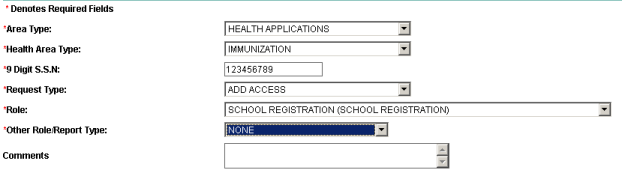 * Denotes Required Fields
*Area Type: HEALTH APPLICATIONS
*Health Area Type: IMMUNIZATION
*9 Digit S.S.N: 123456789
*Request Type: ADD ACCESS
*Role: SCHOOL REGISTRATION (SCHOOL REGISTRATION)
*Other Role/Report Type: NONE
Comments